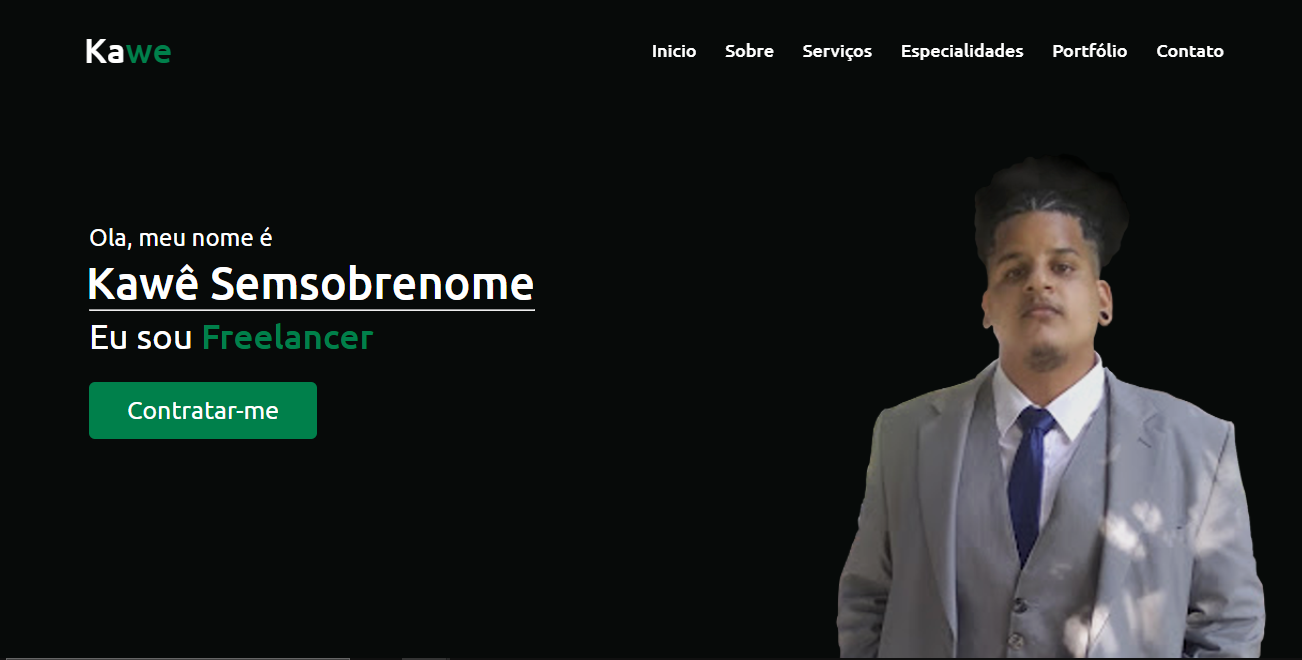 Kawe
Inicio Sobre Serviços Especialidades Portfólio Contato
Ola, meu nome é
Kawê Semsobrenome
Eu sou Freelancer
Contratar-me